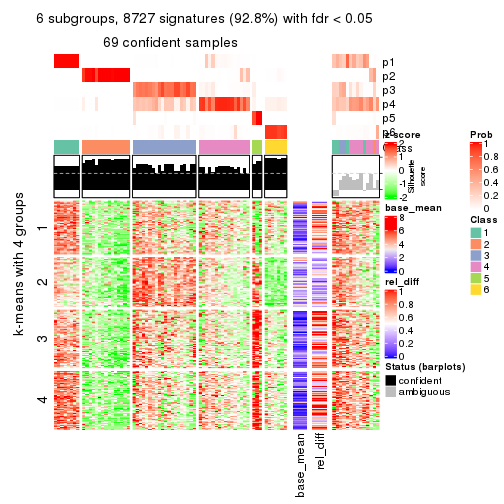 6 subgroups, 8727 signatures (92.8%) with fdr < 0.05
69 confident samples
p1
p2
p3
p4
p5
p6
Class
Silhouette
score
k-means with 4 groups
1
2
3
4
base_mean
rel_diff
z-score
2
1
0
-1
-2
base_mean
8
6
4
2
0
rel_diff
1
0.8
0.6
0.4
0.2
0
Status (barplots)
confident
ambiguous
Prob
1
0.8
0.6
0.4
0.2
0
Class
1
2
3
4
5
6